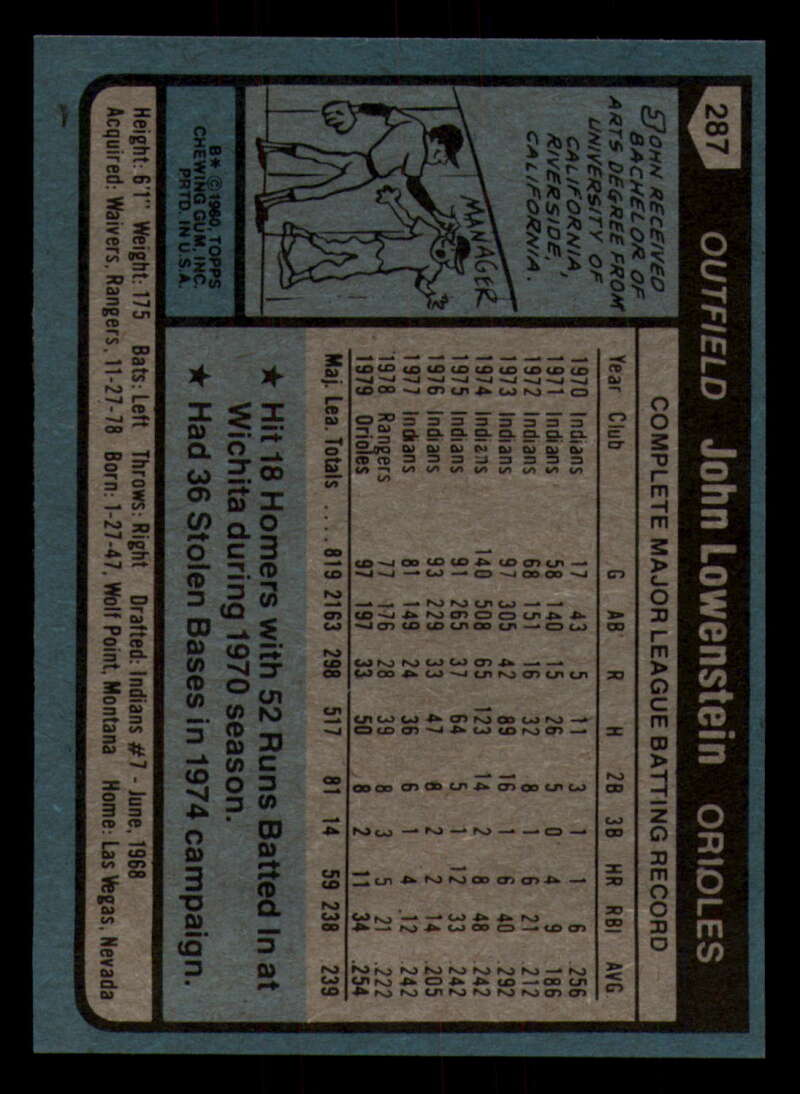 287
OUTFIELD John Lowenstein ORIOLES
JOHN RECEIVED
BACHELOR OF
ARTS DEGREE FROM
UNIVERSITY OF
CALIFORNIA,
RIVERSIDE,
CALIFORNIA.
MANAGER
B* © 1980, TOPPS
CHEWING GUM, INC.
PRTD. IN U.S.A.
COMPLETE MAJOR LEAGUE BATTING RECORD
Year Club G AB R H 2B 3B HR RBI AVG
1970 Indians 17 43 5 11 3 1 1 6 .256
1971 Indians 58 140 15 26 5 0 4 9 .186
1972 Indians 68 151 16 32 8 1 6 21 .212
1973 Indians 97 305 42 89 16 1 6 40 .292
1974 Indians 140 508 65 123 14 2 8 48 .242
1975 Indians 91 265 37 64 5 1 12 33 .242
1976 Indians 93 229 33 47 8 2 2 14 .205
1977 Indians 81 149 24 36 6 1 4 12 .242
1978 Rangers 77 176 28 39 8 3 5 21 .222
1979 Orioles 97 197 33 50 8 2 11 34 .254
Maj. Lea. Totals .... 819 2163 298 517 81 14 59 238 .239
★ Hit 18 Homers with 52 Runs Batted In at
Wichita during 1970 season.
★ Had 36 Stolen Bases in 1974 campaign.
Height: 6'1" Weight: 175 Bats: Left Throws: Right Drafted: Indians #7 - June, 1968
Acquired: Waivers, Rangers, 11-27-78 Born: 1-27-47, Wolf Point, Montana Home: Las Vegas, Nevada